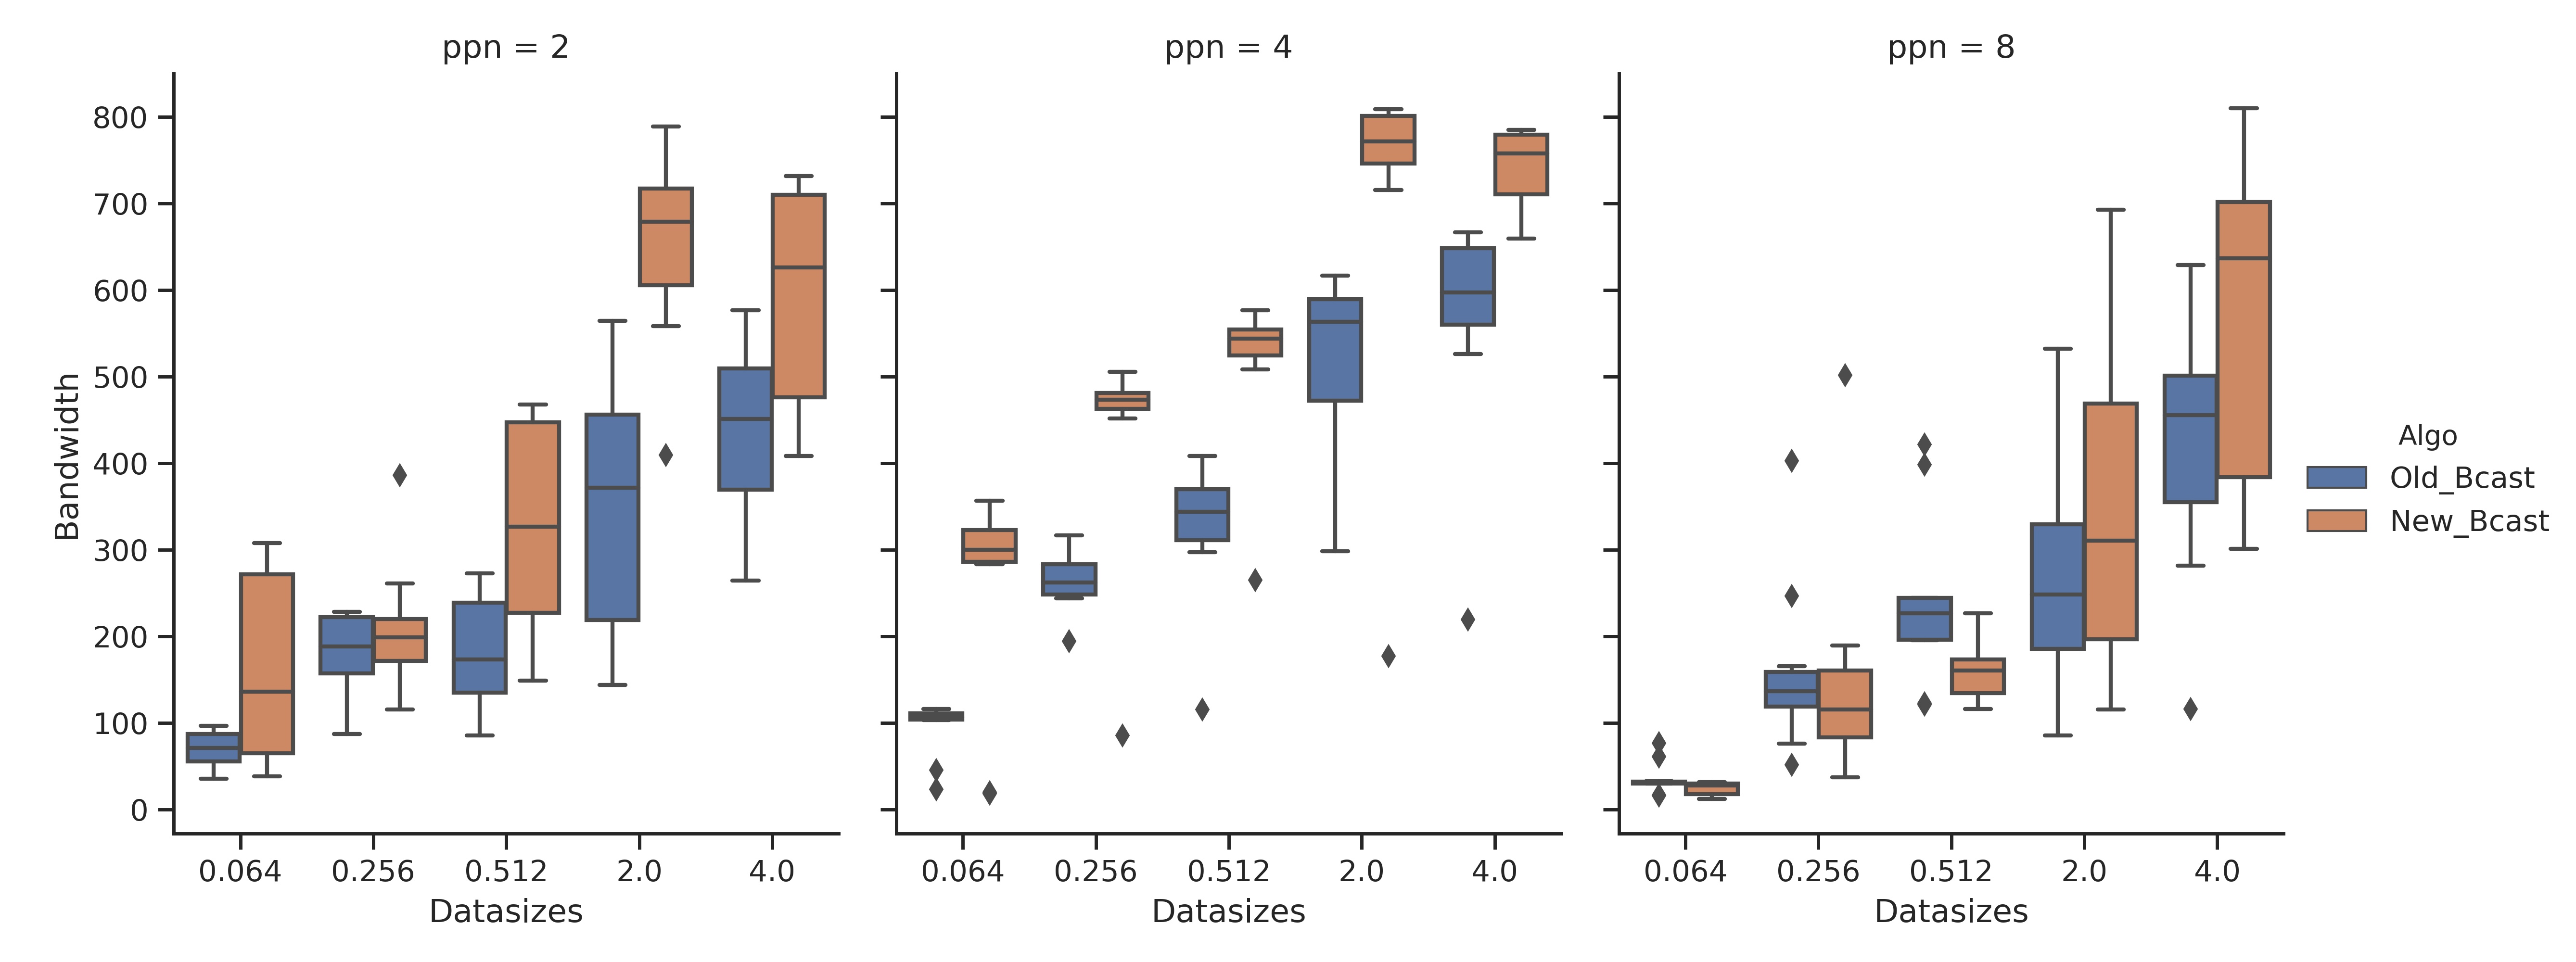 ppn = 2
ppn = 4
ppn = 8
Bandwidth
800
700
600
500
400
300
200
100
0
0.064 0.256 0.512 2.0 4.0
Datasizes
0.064 0.256 0.512 2.0 4.0
Datasizes
0.064 0.256 0.512 2.0 4.0
Datasizes
Algo
Old_Bcast
New_Bcast